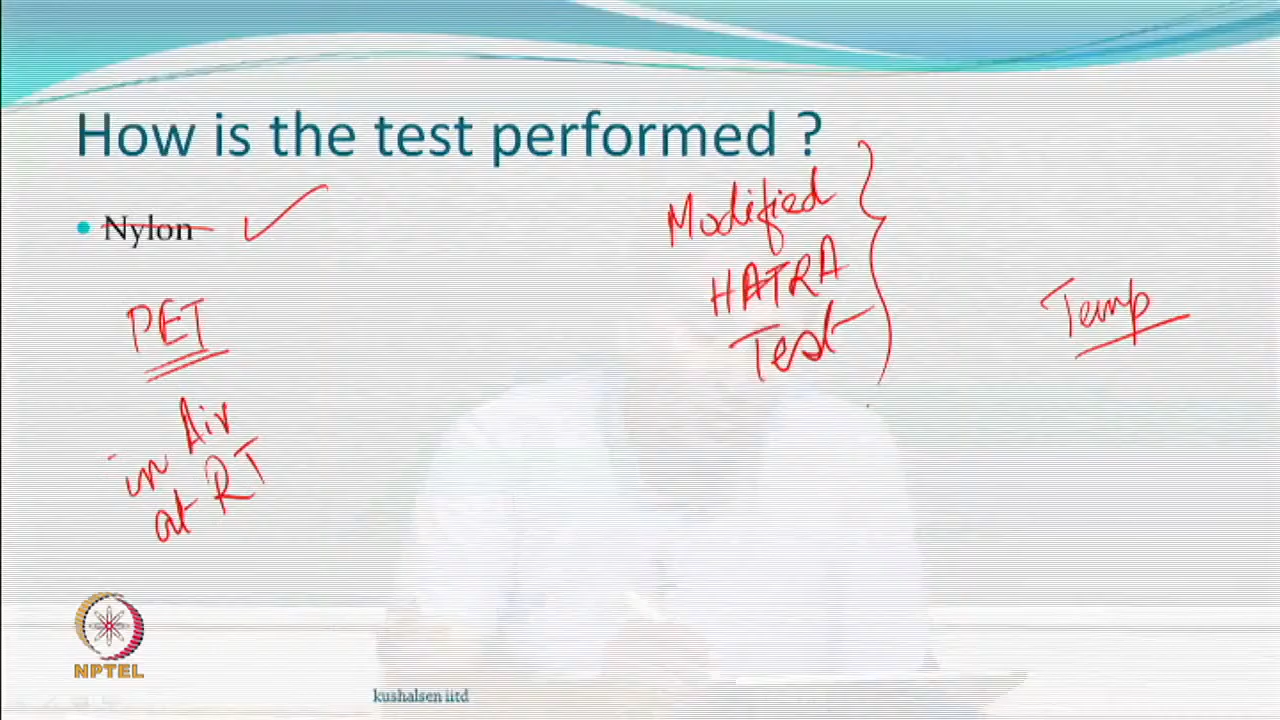 How is the test performed ?
Nylon
PET
in Air
at RT
Modified
HATRA
Test
Temp
NPTEL
kushalsen iitd